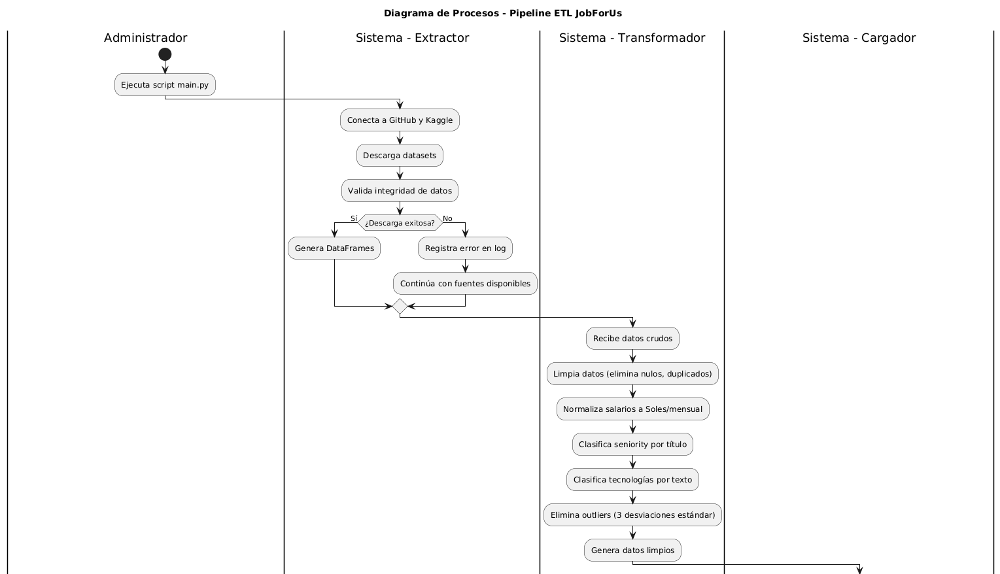 Diagrama de Procesos - Pipeline ETL JobForUs
Administrador
Sistema - Extractor
Sistema - Transformador
Sistema - Cargador
Ejecuta script main.py
Conecta a GitHub y Kaggle
Descarga datasets
Valida integridad de datos
Sí
¿Descarga exitosa?
No
Genera DataFrames
Registra error en log
Continúa con fuentes disponibles
Recibe datos crudos
Limpia datos (elimina nulos, duplicados)
Normaliza salarios a Soles/mensual
Clasifica seniority por título
Clasifica tecnologías por texto
Elimina outliers (3 desviaciones estándar)
Genera datos limpios